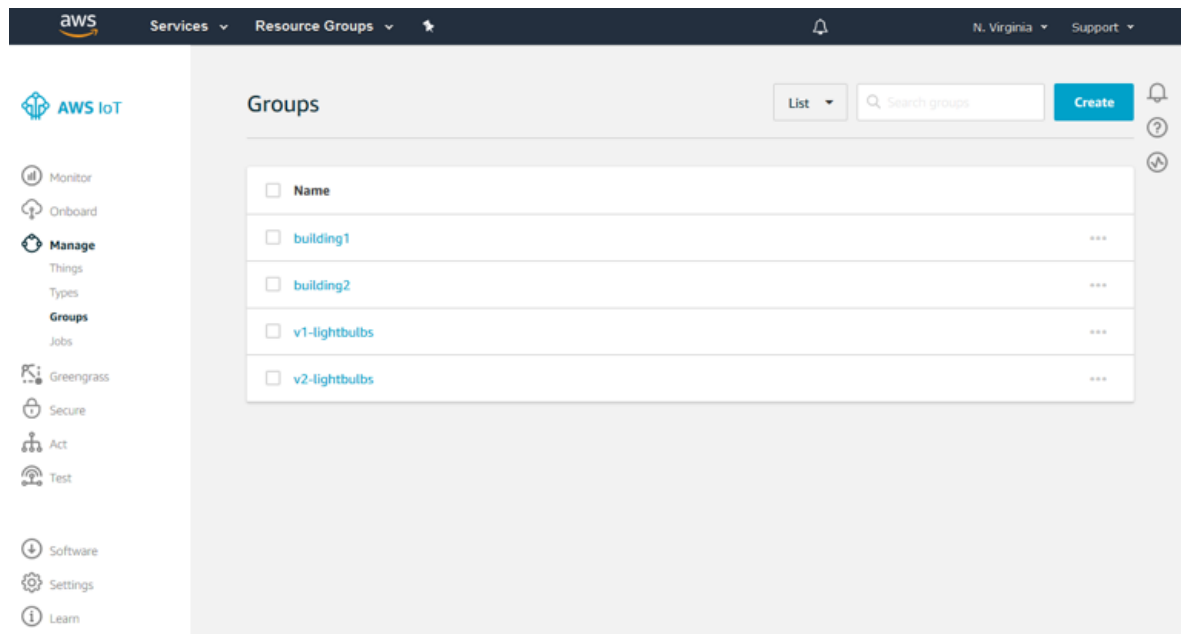 aws Services Resource Groups N. Virginia Support
AWS IoT
Groups List Search groups Create
Monitor
Onboard
Manage
Things
Types
Groups
Jobs
Greengrass
Secure
Act
Test
Software
Settings
Learn
Name
building1
building2
v1-lightbulbs
v2-lightbulbs